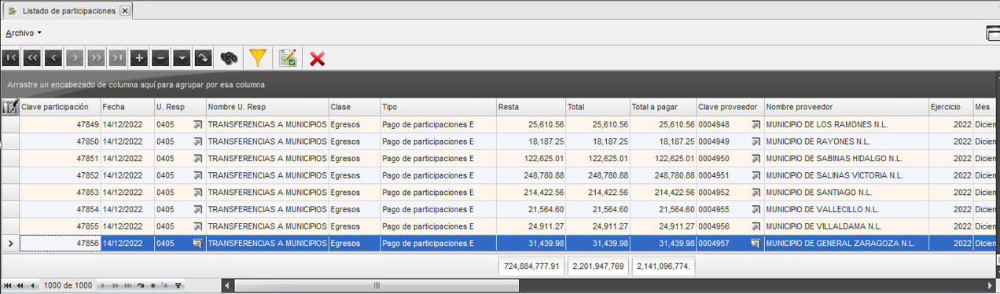 Listado de participaciones
Archivo
Arrastre un encabezado de columna aquí para agrupar por esa columna
Clave participación Fecha U. Resp Nombre U. Resp Clase Tipo Resta Total Total a pagar Clave proveedor Nombre proveedor Ejercicio Mes
47849 14/12/2022 0405 TRANSFERENCIAS A MUNICIPIOS Egresos Pago de participaciones E 25,610.56 25,610.56 25,610.56 0004948 MUNICIPIO DE LOS RAMONES N.L. 2022 Dicien
47850 14/12/2022 0405 TRANSFERENCIAS A MUNICIPIOS Egresos Pago de participaciones E 18,187.25 18,187.25 18,187.25 0004949 MUNICIPIO DE RAYONES N.L. 2022 Dicien
47851 14/12/2022 0405 TRANSFERENCIAS A MUNICIPIOS Egresos Pago de participaciones E 122,625.01 122,625.01 122,625.01 0004950 MUNICIPIO DE SABINAS HIDALGO N.L. 2022 Dicien
47852 14/12/2022 0405 TRANSFERENCIAS A MUNICIPIOS Egresos Pago de participaciones E 248,780.88 248,780.88 248,780.88 0004951 MUNICIPIO DE SALINAS VICTORIA N.L. 2022 Dicien
47853 14/12/2022 0405 TRANSFERENCIAS A MUNICIPIOS Egresos Pago de participaciones E 214,422.56 214,422.56 214,422.56 0004952 MUNICIPIO DE SANTIAGO N.L. 2022 Dicien
47854 14/12/2022 0405 TRANSFERENCIAS A MUNICIPIOS Egresos Pago de participaciones E 21,564.60 21,564.60 21,564.60 0004955 MUNICIPIO DE VALLECILLO N.L. 2022 Dicien
47855 14/12/2022 0405 TRANSFERENCIAS A MUNICIPIOS Egresos Pago de participaciones E 24,911.27 24,911.27 24,911.27 0004956 MUNICIPIO DE VILLALDAMA N.L. 2022 Dicien
47856 14/12/2022 0405 TRANSFERENCIAS A MUNICIPIOS Egresos Pago de participaciones E 31,439.98 31,439.98 31,439.98 0004957 MUNICIPIO DE GENERAL ZARAGOZA N.L. 2022 Dicien
724,884,777.91 2,201,947,769 2,141,096,774.
1000 de 1000